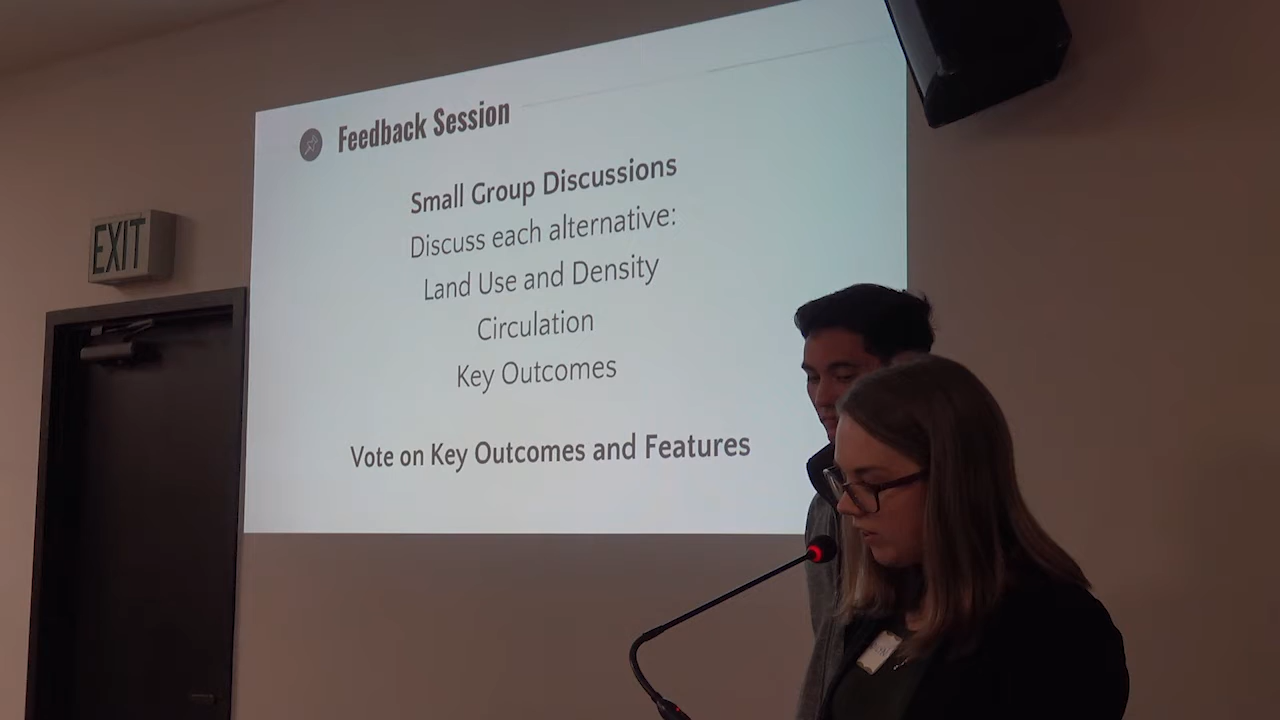 Feedback Session
Small Group Discussions
Discuss each alternative:
Land Use and Density
Circulation
Key Outcomes
Vote on Key Outcomes and Features
EXIT